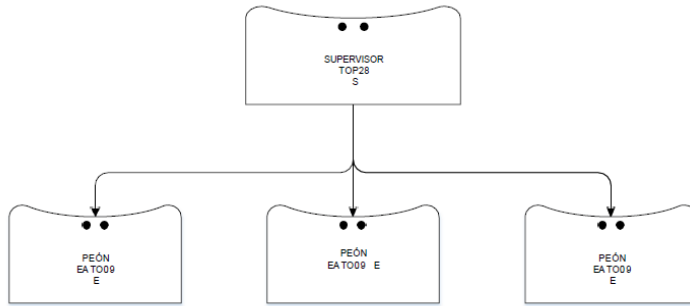 SUPERVISOR
TOP28
S
PEÓN
EATO09
E
PEÓN
EATO09 E
PEÓN
EATO09
E